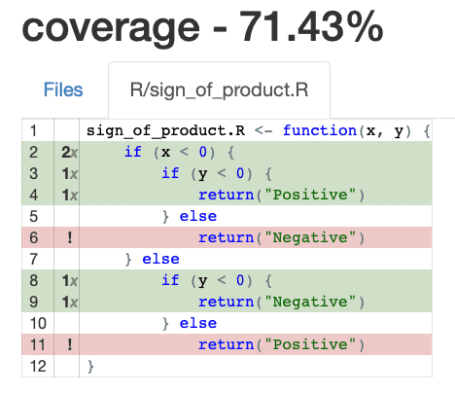 coverage - 71.43%
Files R/sign_of_product.R
1 sign_of_product.R <- function(x, y) {
2 2x if (x < 0) {
3 1x if (y < 0) {
4 1x return("Positive")
5 } else
6 ! return("Negative")
7 } else
8 1x if (y < 0) {
9 1x return("Negative")
10 } else
11 ! return("Positive")
12 }